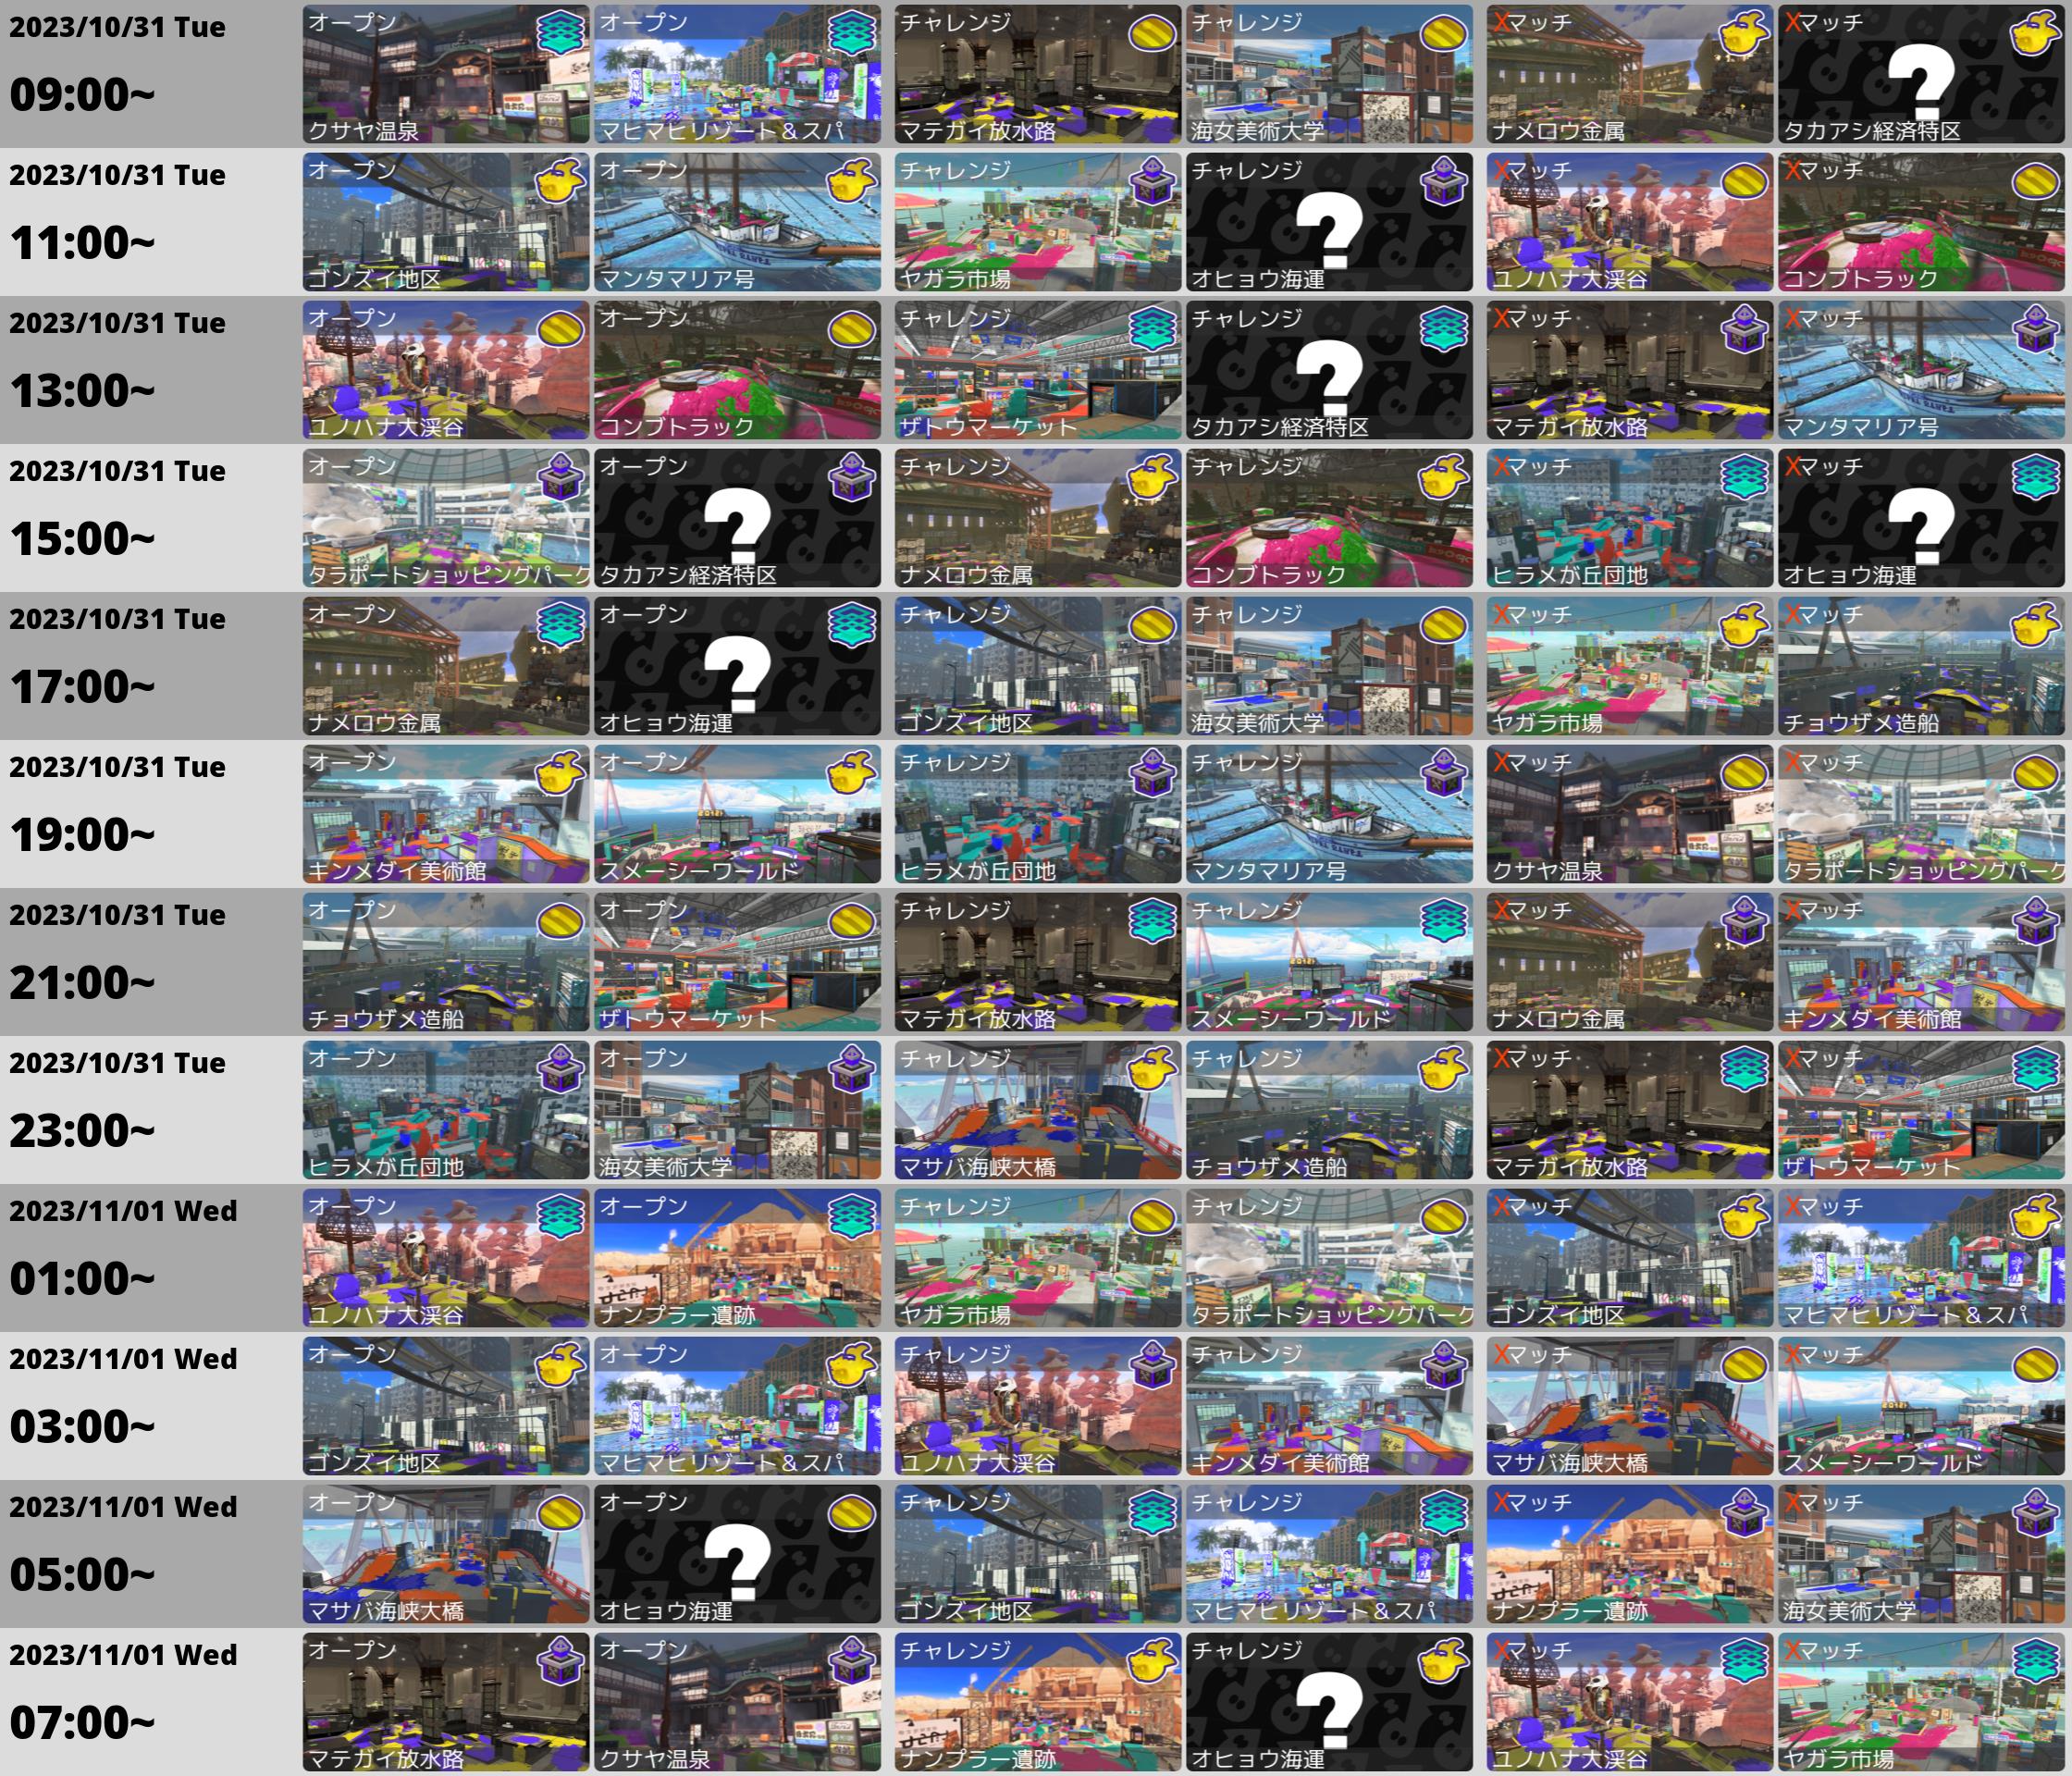 2023/10/31 Tue
09:00~
オープン
クサヤ温泉
オープン
マヒマヒリゾート＆スパ
チャレンジ
マテガイ放水路
チャレンジ
海女美術大学
Xマッチ
ナメロウ金属
Xマッチ
タカアシ経済特区
2023/10/31 Tue
11:00~
オープン
ゴンズイ地区
オープン
マンタマリア号
チャレンジ
ヤガラ市場
チャレンジ
オヒョウ海運
Xマッチ
ユノハナ大渓谷
Xマッチ
コンブトラック
2023/10/31 Tue
13:00~
オープン
ユノハナ大渓谷
オープン
コンブトラック
チャレンジ
ザトウマーケット
チャレンジ
タカアシ経済特区
Xマッチ
マテガイ放水路
Xマッチ
マンタマリア号
2023/10/31 Tue
15:00~
オープン
タラポートショッピングパーク
オープン
タカアシ経済特区
チャレンジ
ナメロウ金属
チャレンジ
コンブトラック
Xマッチ
ヒラメが丘団地
Xマッチ
オヒョウ海運
2023/10/31 Tue
17:00~
オープン
ナメロウ金属
オープン
オヒョウ海運
チャレンジ
ゴンズイ地区
チャレンジ
海女美術大学
Xマッチ
ヤガラ市場
Xマッチ
チョウザメ造船
2023/10/31 Tue
19:00~
オープン
キンメダイ美術館
オープン
スメーシーワールド
チャレンジ
ヒラメが丘団地
チャレンジ
マンタマリア号
Xマッチ
クサヤ温泉
Xマッチ
タラポートショッピングパーク
2023/10/31 Tue
21:00~
オープン
チョウザメ造船
オープン
ザトウマーケット
チャレンジ
マテガイ放水路
チャレンジ
スメーシーワールド
Xマッチ
ナメロウ金属
Xマッチ
キンメダイ美術館
2023/10/31 Tue
23:00~
オープン
ヒラメが丘団地
オープン
海女美術大学
チャレンジ
マサバ海峡大橋
チャレンジ
チョウザメ造船
Xマッチ
マテガイ放水路
Xマッチ
ザトウマーケット
2023/11/01 Wed
01:00~
オープン
ユノハナ大渓谷
オープン
ナンプラー遺跡
チャレンジ
ヤガラ市場
チャレンジ
タラポートショッピングパーク
Xマッチ
ゴンズイ地区
Xマッチ
マヒマヒリゾート＆スパ
2023/11/01 Wed
03:00~
オープン
ゴンズイ地区
オープン
マヒマヒリゾート＆スパ
チャレンジ
ユノハナ大渓谷
チャレンジ
キンメダイ美術館
Xマッチ
マサバ海峡大橋
Xマッチ
スメーシーワールド
2023/11/01 Wed
05:00~
オープン
マサバ海峡大橋
オープン
オヒョウ海運
チャレンジ
ゴンズイ地区
チャレンジ
マヒマヒリゾート＆スパ
Xマッチ
ナンプラー遺跡
Xマッチ
海女美術大学
2023/11/01 Wed
07:00~
オープン
マテガイ放水路
オープン
クサヤ温泉
チャレンジ
ナンプラー遺跡
チャレンジ
オヒョウ海運
Xマッチ
ユノハナ大渓谷
Xマッチ
ヤガラ市場